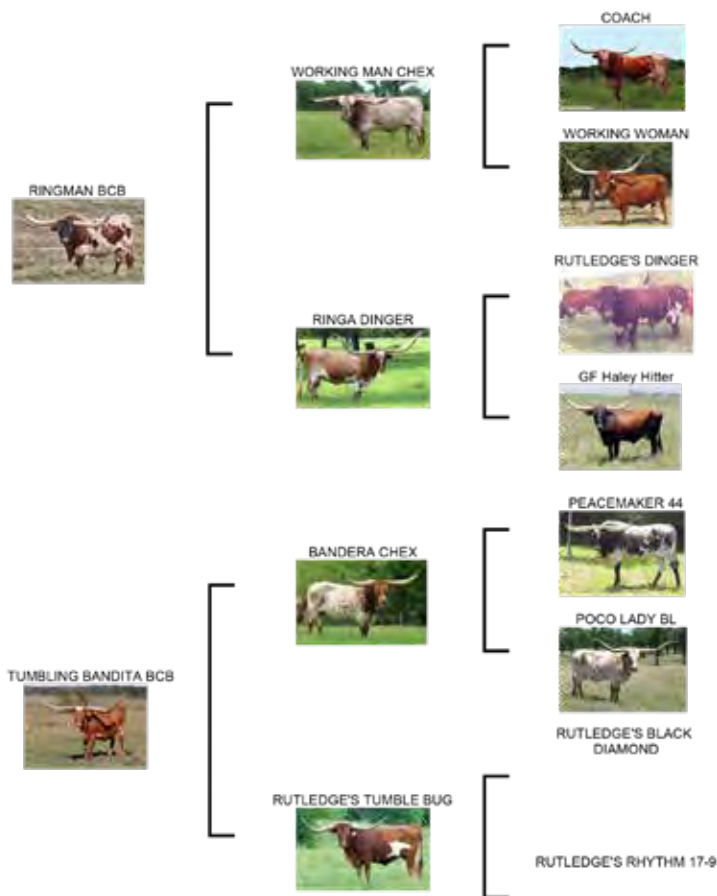 COACH
WORKING MAN CHEX
WORKING WOMAN
RINGMAN BCB
RUTLEDGE'S DINGER
RINGA DINGER
GF Haley Hitter
PEACEMAKER 44
BANDERA CHEX
POCO LADY BL
TUMBLING BANDITA BCB
RUTLEDGE'S BLACK
DIAMOND
RUTLEDGE'S TUMBLE BUG
RUTLEDGE'S RHYTHM 17-9